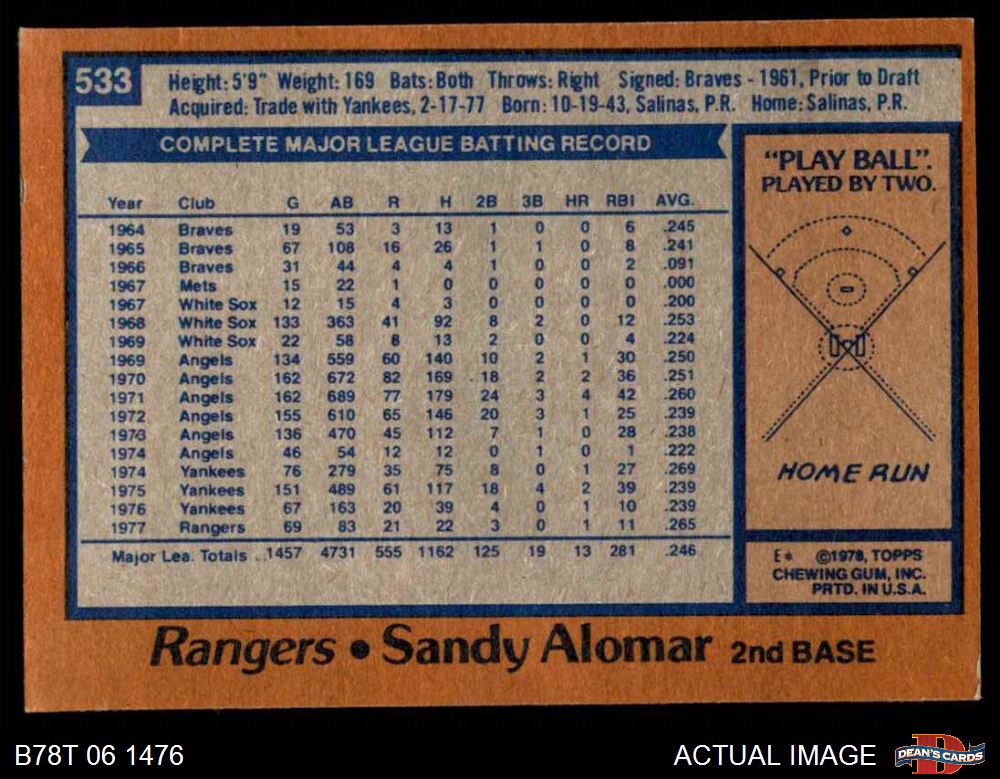 533
Height: 5'9" Weight: 169 Bats: Both Throws: Right Signed: Braves - 1961, Prior to Draft
Acquired: Trade with Yankees, 2-17-77 Born: 10-19-43, Salinas, P.R. Home: Salinas, P.R.
COMPLETE MAJOR LEAGUE BATTING RECORD
Year Club G AB R H 2B 3B HR RBI AVG.
1964 Braves 19 53 3 13 1 0 0 6 .245
1965 Braves 67 108 16 26 1 1 0 8 .241
1966 Braves 31 44 4 4 1 0 0 2 .091
1967 Mets 15 22 1 0 0 0 0 0 .000
1967 White Sox 12 15 4 3 0 0 0 0 .200
1968 White Sox 133 363 41 92 8 2 0 12 .253
1969 White Sox 22 58 8 13 2 0 0 4 .224
1969 Angels 134 559 60 140 10 2 1 30 .250
1970 Angels 162 672 82 169 18 2 2 36 .251
1971 Angels 162 689 77 179 24 3 4 42 .260
1972 Angels 155 610 65 146 20 3 1 25 .239
1973 Angels 136 470 45 112 7 1 0 28 .238
1974 Angels 46 54 12 12 0 1 0 1 .222
1974 Yankees 76 279 35 75 8 0 1 27 .269
1975 Yankees 151 489 61 117 18 4 2 39 .239
1976 Yankees 67 163 20 39 4 0 1 10 .239
1977 Rangers 69 83 21 22 3 0 1 11 .265
Major Lea. Totals ..1457 4731 555 1162 125 19 13 281 .246
"PLAY BALL".
PLAYED BY TWO.
HOME RUN
E* ©1978, TOPPS
CHEWING GUM, INC.
PRTD. IN U.S.A.
Rangers • Sandy Alomar 2nd BASE
B78T 06 1476
ACTUAL IMAGE
DEAN'S CARDS